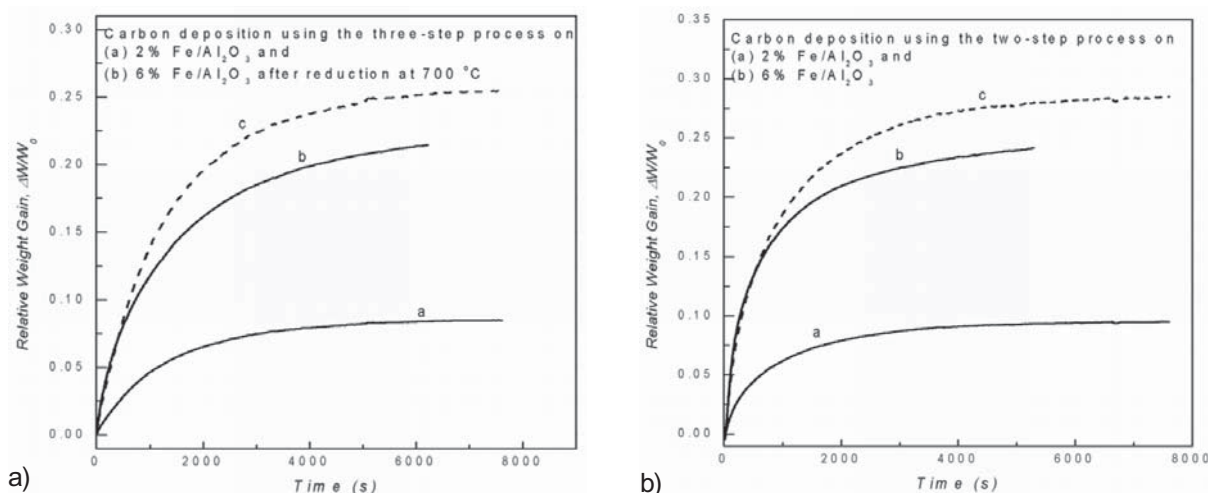 0.30
Carbon deposition using the three-step process on
(a) 2% Fe/Al₂O₃ and
(b) 6% Fe/Al₂O₃ after reduction at 700 °C
0.25
0.20
0.15
0.10
0.05
0.00
Relative Weight Gain, ΔW/W₀
c
b
a
0 2000 4000 6000 8000
Time (s)
a)
0.35
Carbon deposition using the two-step process on
(a) 2% Fe/Al₂O₃ and
(b) 6% Fe/Al₂O₃
0.30
0.25
0.20
0.15
0.10
0.05
0.00
Relative Weight Gain, ΔW/W₀
c
b
a
0 2000 4000 6000 8000
Time (s)
b)